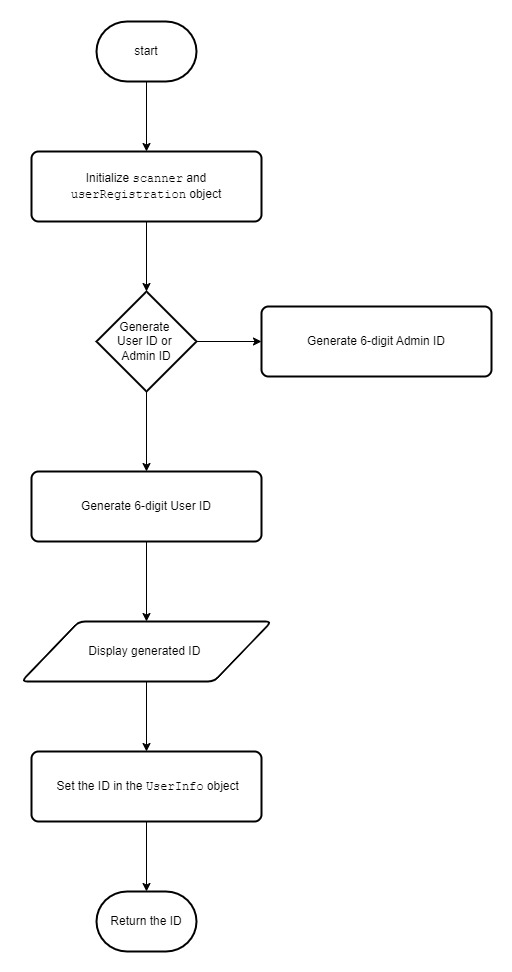 start
Initialize scanner and
userRegistration object
Generate
User ID or
Admin ID
Generate 6-digit Admin ID
Generate 6-digit User ID
Display generated ID
Set the ID in the UserInfo object
Return the ID